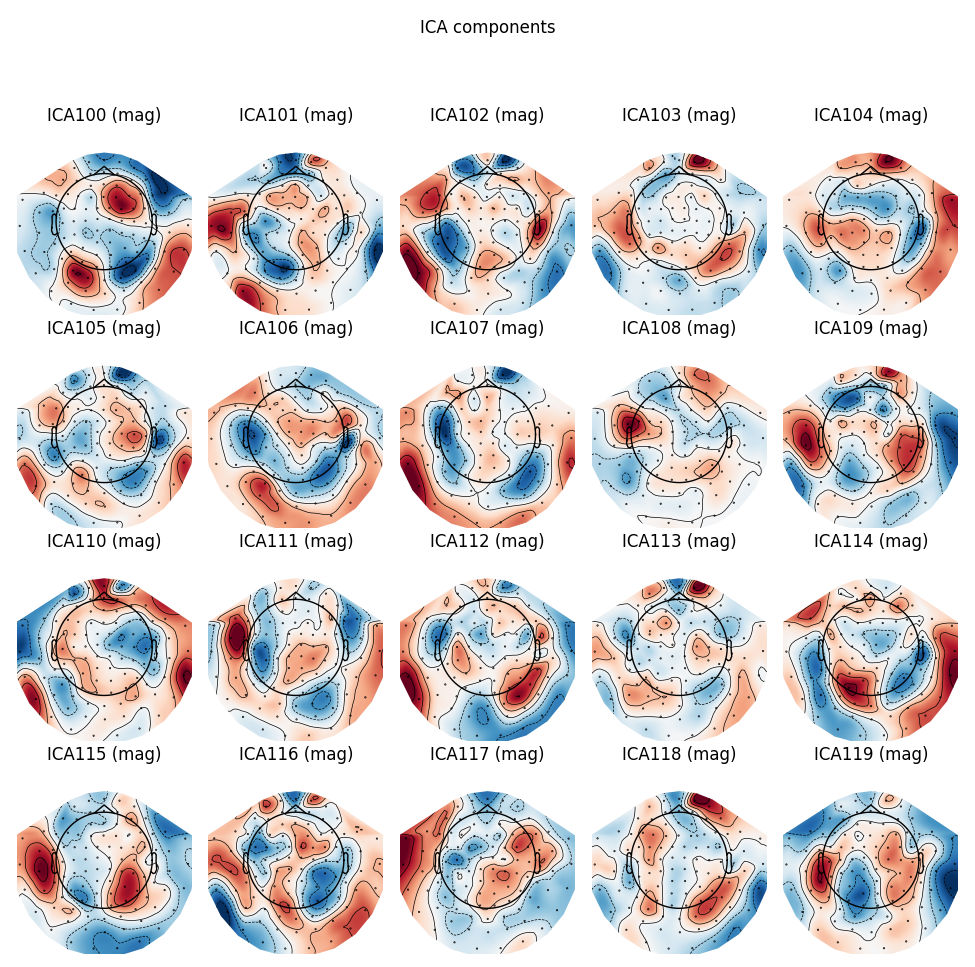 ICA components
ICA100 (mag) ICA101 (mag) ICA102 (mag) ICA103 (mag) ICA104 (mag)
ICA105 (mag) ICA106 (mag) ICA107 (mag) ICA108 (mag) ICA109 (mag)
ICA110 (mag) ICA111 (mag) ICA112 (mag) ICA113 (mag) ICA114 (mag)
ICA115 (mag) ICA116 (mag) ICA117 (mag) ICA118 (mag) ICA119 (mag)